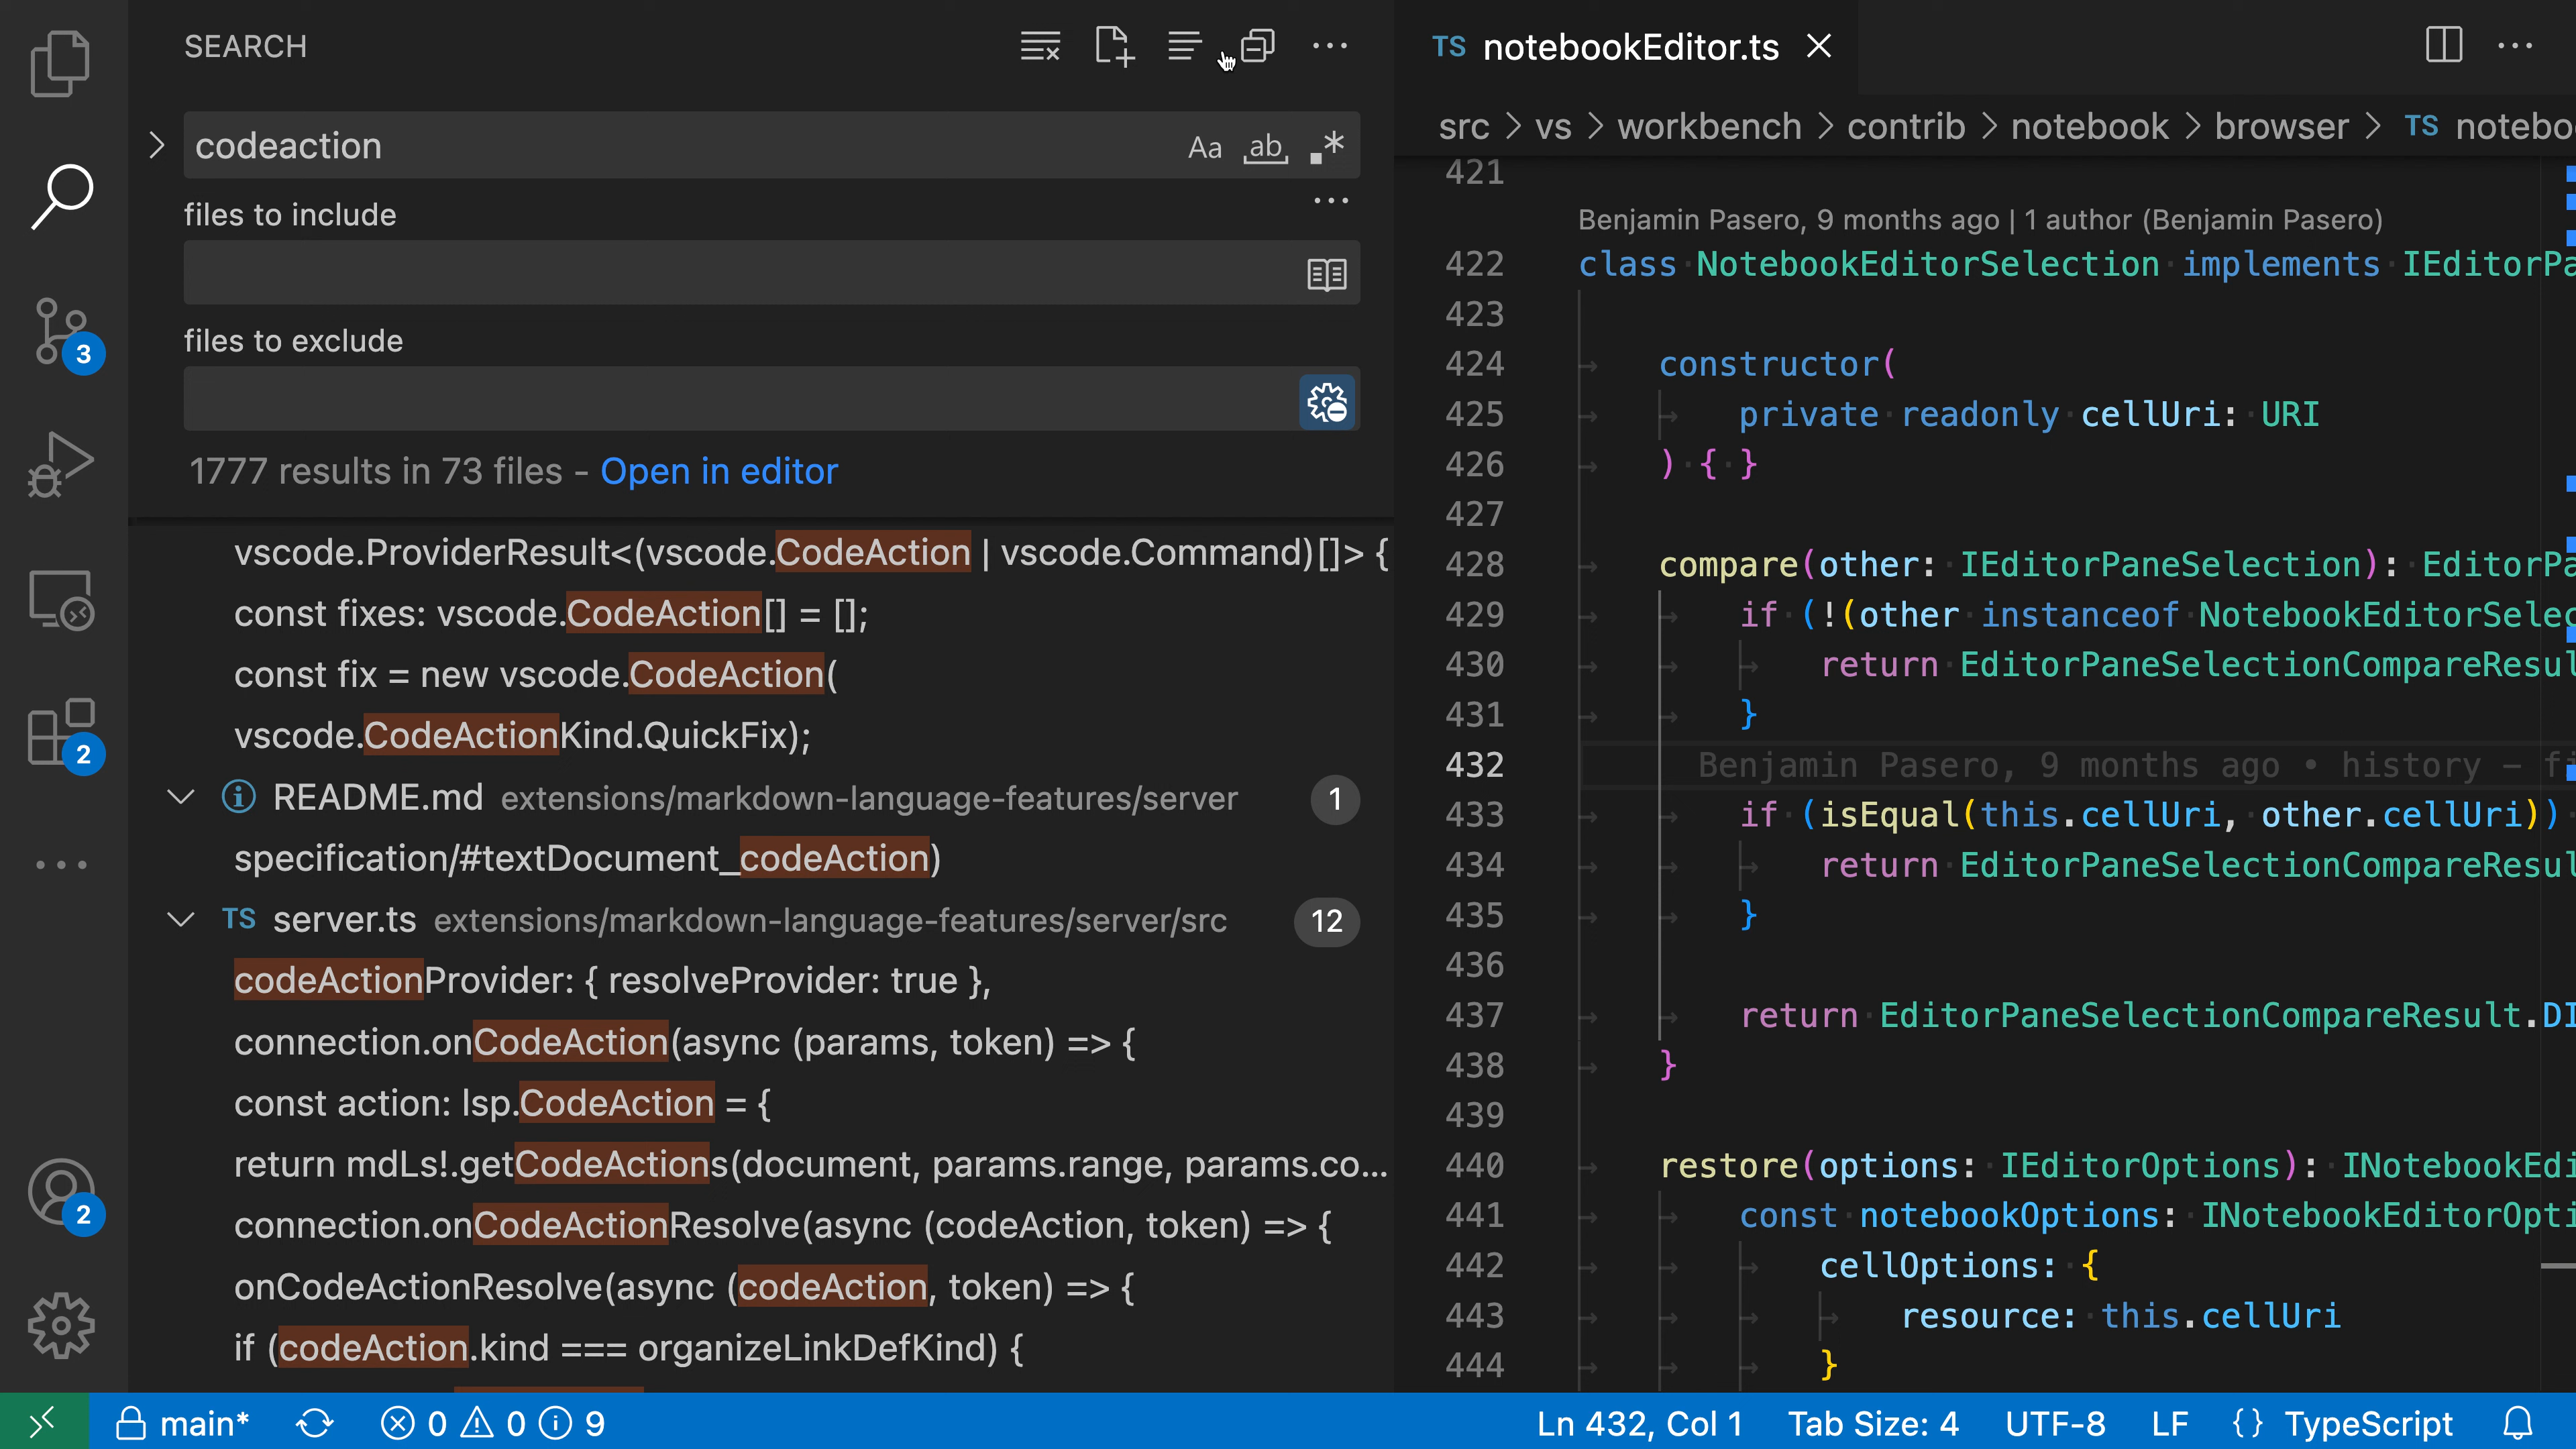 SEARCH
codeaction
Aa ab
files to include
files to exclude
1777 results in 73 files - Open in editor
vscode.ProviderResult<(vscode.CodeAction | vscode.Command)[]> {
const fixes: vscode.CodeAction[] = [];
const fix = new vscode.CodeAction(
vscode.CodeActionKind.QuickFix);
README.md extensions/markdown-language-features/server 1
specification/#textDocument_codeAction)
TS server.ts extensions/markdown-language-features/server/src 12
codeActionProvider: { resolveProvider: true },
connection.onCodeAction(async (params, token) => {
const action: lsp.CodeAction = {
return mdLs!.getCodeActions(document, params.range, params.co...
connection.onCodeActionResolve(async (codeAction, token) => {
onCodeActionResolve(async (codeAction, token) => {
if (codeAction.kind === organizeLinkDefKind) {
3
2
2
TS notebookEditor.ts
src > vs > workbench > contrib > notebook > browser > TS notebo
421
Benjamin Pasero, 9 months ago | 1 author (Benjamin Pasero)
422 class NotebookEditorSelection implements IEditorPa
423
424 constructor(
425 private readonly cellUri: URI
426 ) { }
427
428 compare(other: IEditorPaneSelection): EditorPa
429 if (!(other instanceof NotebookEditorSelec
430 return EditorPaneSelectionCompareResul
431 }
432 Benjamin Pasero, 9 months ago • history – fi
433 if (isEqual(this.cellUri, other.cellUri))
434 return EditorPaneSelectionCompareResul
435 }
436
437 return EditorPaneSelectionCompareResult.DI
438 }
439
440 restore(options: IEditorOptions): INotebookEdi
441 const notebookOptions: INotebookEditorOpti
442 cellOptions: {
443 resource: this.cellUri
444 }
main* 0 0 9 Ln 432, Col 1 Tab Size: 4 UTF-8 LF {} TypeScript